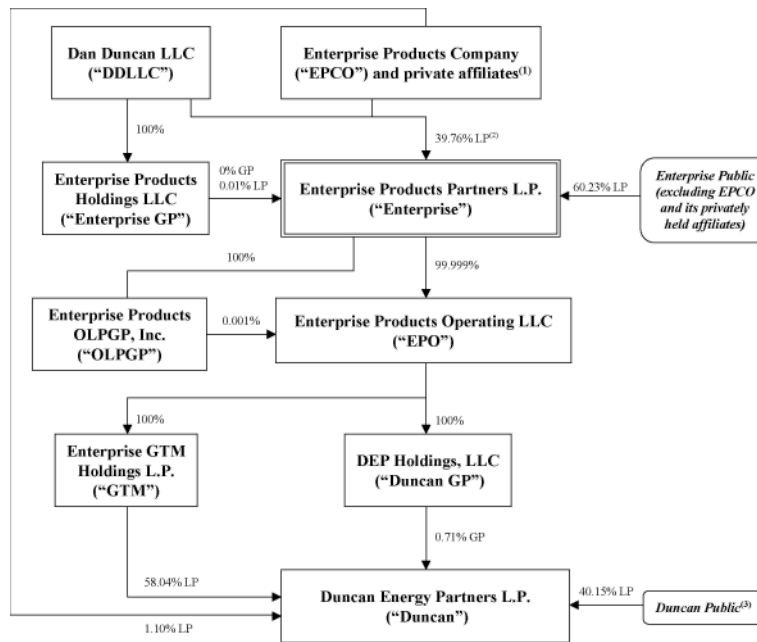 Dan Duncan LLC
(“DDLLC”)
Enterprise Products Company
(“EPCO”) and private affiliates(1)
100%
39.76% LP(2)
Enterprise Products
Holdings LLC
(“Enterprise GP”)
0% GP
0.01% LP
Enterprise Products Partners L.P.
(“Enterprise”)
60.23% LP
Enterprise Public
(excluding EPCO
and its privately
held affiliates)
100%
99.999%
Enterprise Products
OLPGP, Inc.
(“OLPGP”)
0.001%
Enterprise Products Operating LLC
(“EPO”)
100%
100%
Enterprise GTM
Holdings L.P.
(“GTM”)
DEP Holdings, LLC
(“Duncan GP”)
0.71% GP
58.04% LP
Duncan Energy Partners L.P.
(“Duncan”)
40.15% LP
Duncan Public(3)
1.10% LP